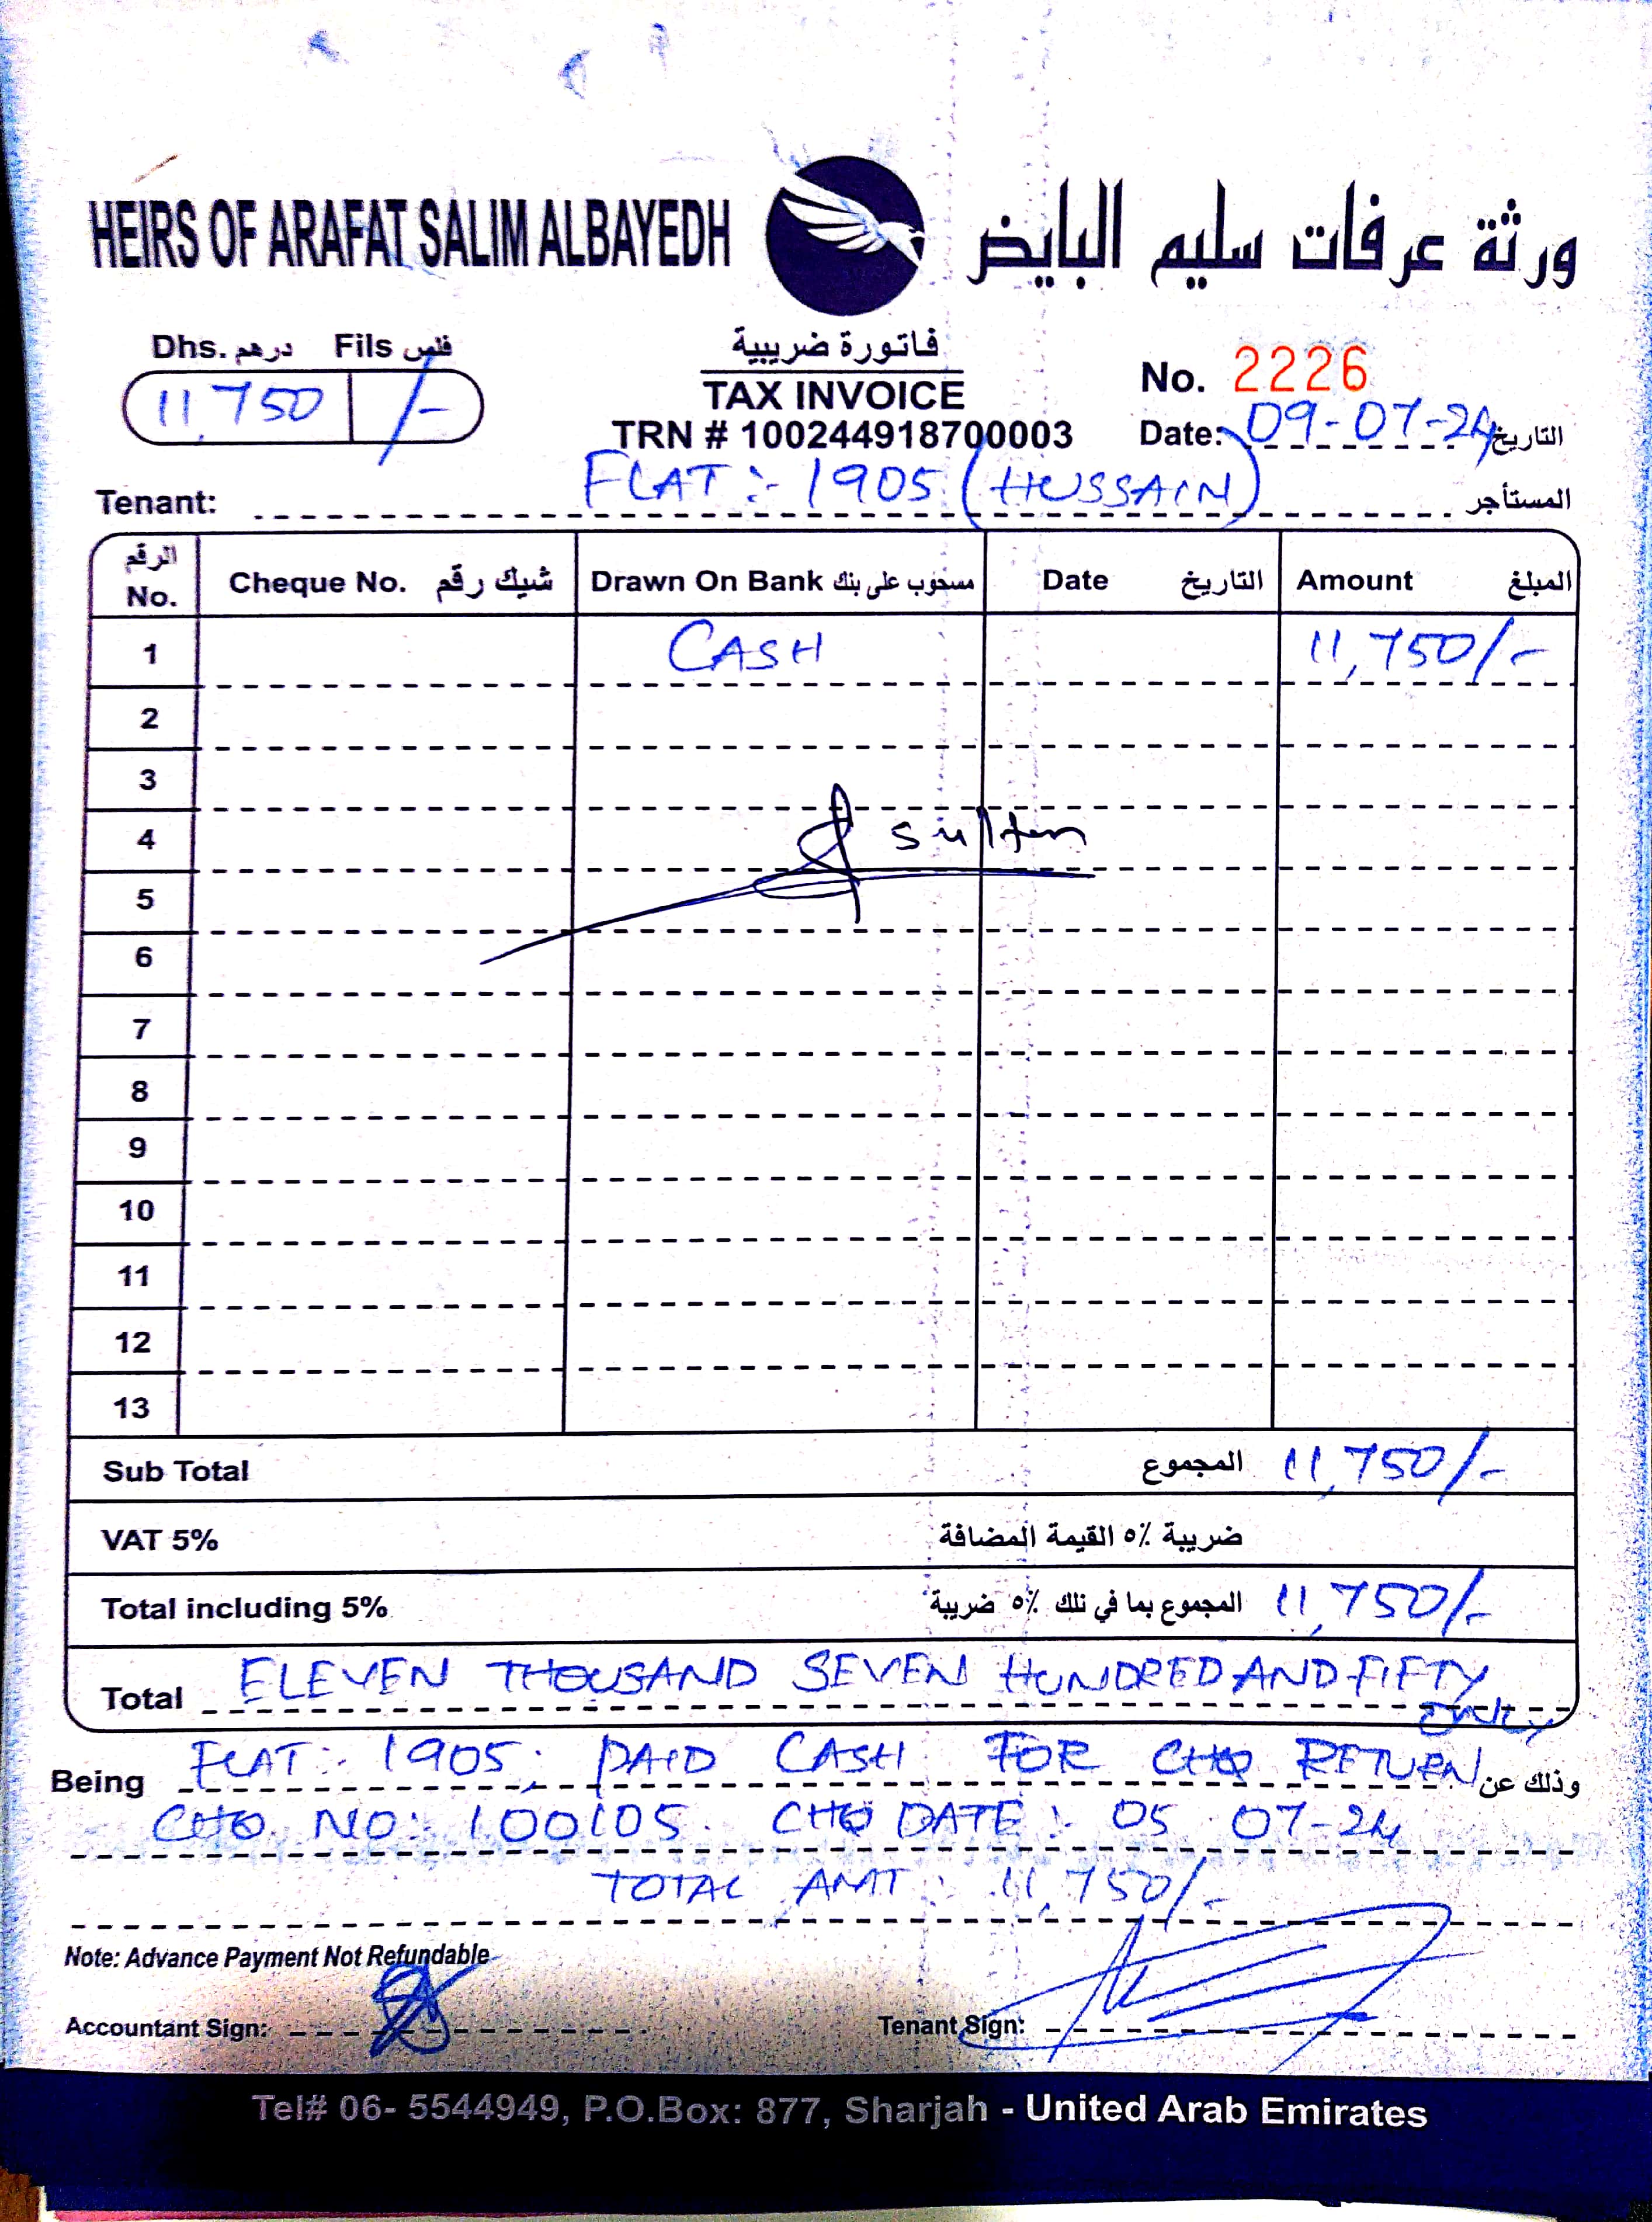 HEIRS OF ARAFAT SALIM ALBAYEDH ورثة عرفات سليم البايض
Dhs. درهم Fils فلس
11,750 /-
فاتورة ضريبية
TAX INVOICE
TRN # 100244918700003
No. 2226
Date: 09-07-24 التاريخ
Tenant: FLAT :- 1905 (HUSSAIN) المستأجر
الرقم No. Cheque No. شيك رقم Drawn On Bank مسحوب على بنك Date التاريخ Amount المبلغ
1 CASH 11,750/-
2
3
4 sultan
5
6
7
8
9
10
11
12
13
Sub Total المجموع 11,750/-
VAT 5% ضريبة ٥٪ القيمة المضافة
Total including 5% المجموع بما في تلك ٥٪ ضريبة 11,750/-
Total ELEVEN THOUSAND SEVEN HUNDRED AND FIFTY
ONLY
Being FLAT :- 1905; PAID CASH FOR CHQ RETURN وذلك عن
CHQ. NO :- 100105. CHQ DATE :- 05 07-24
TOTAL AMT : 11,750/-
Note: Advance Payment Not Refundable
Accountant Sign: Tenant Sign:
Tel# 06- 5544949, P.O.Box: 877, Sharjah - United Arab Emirates